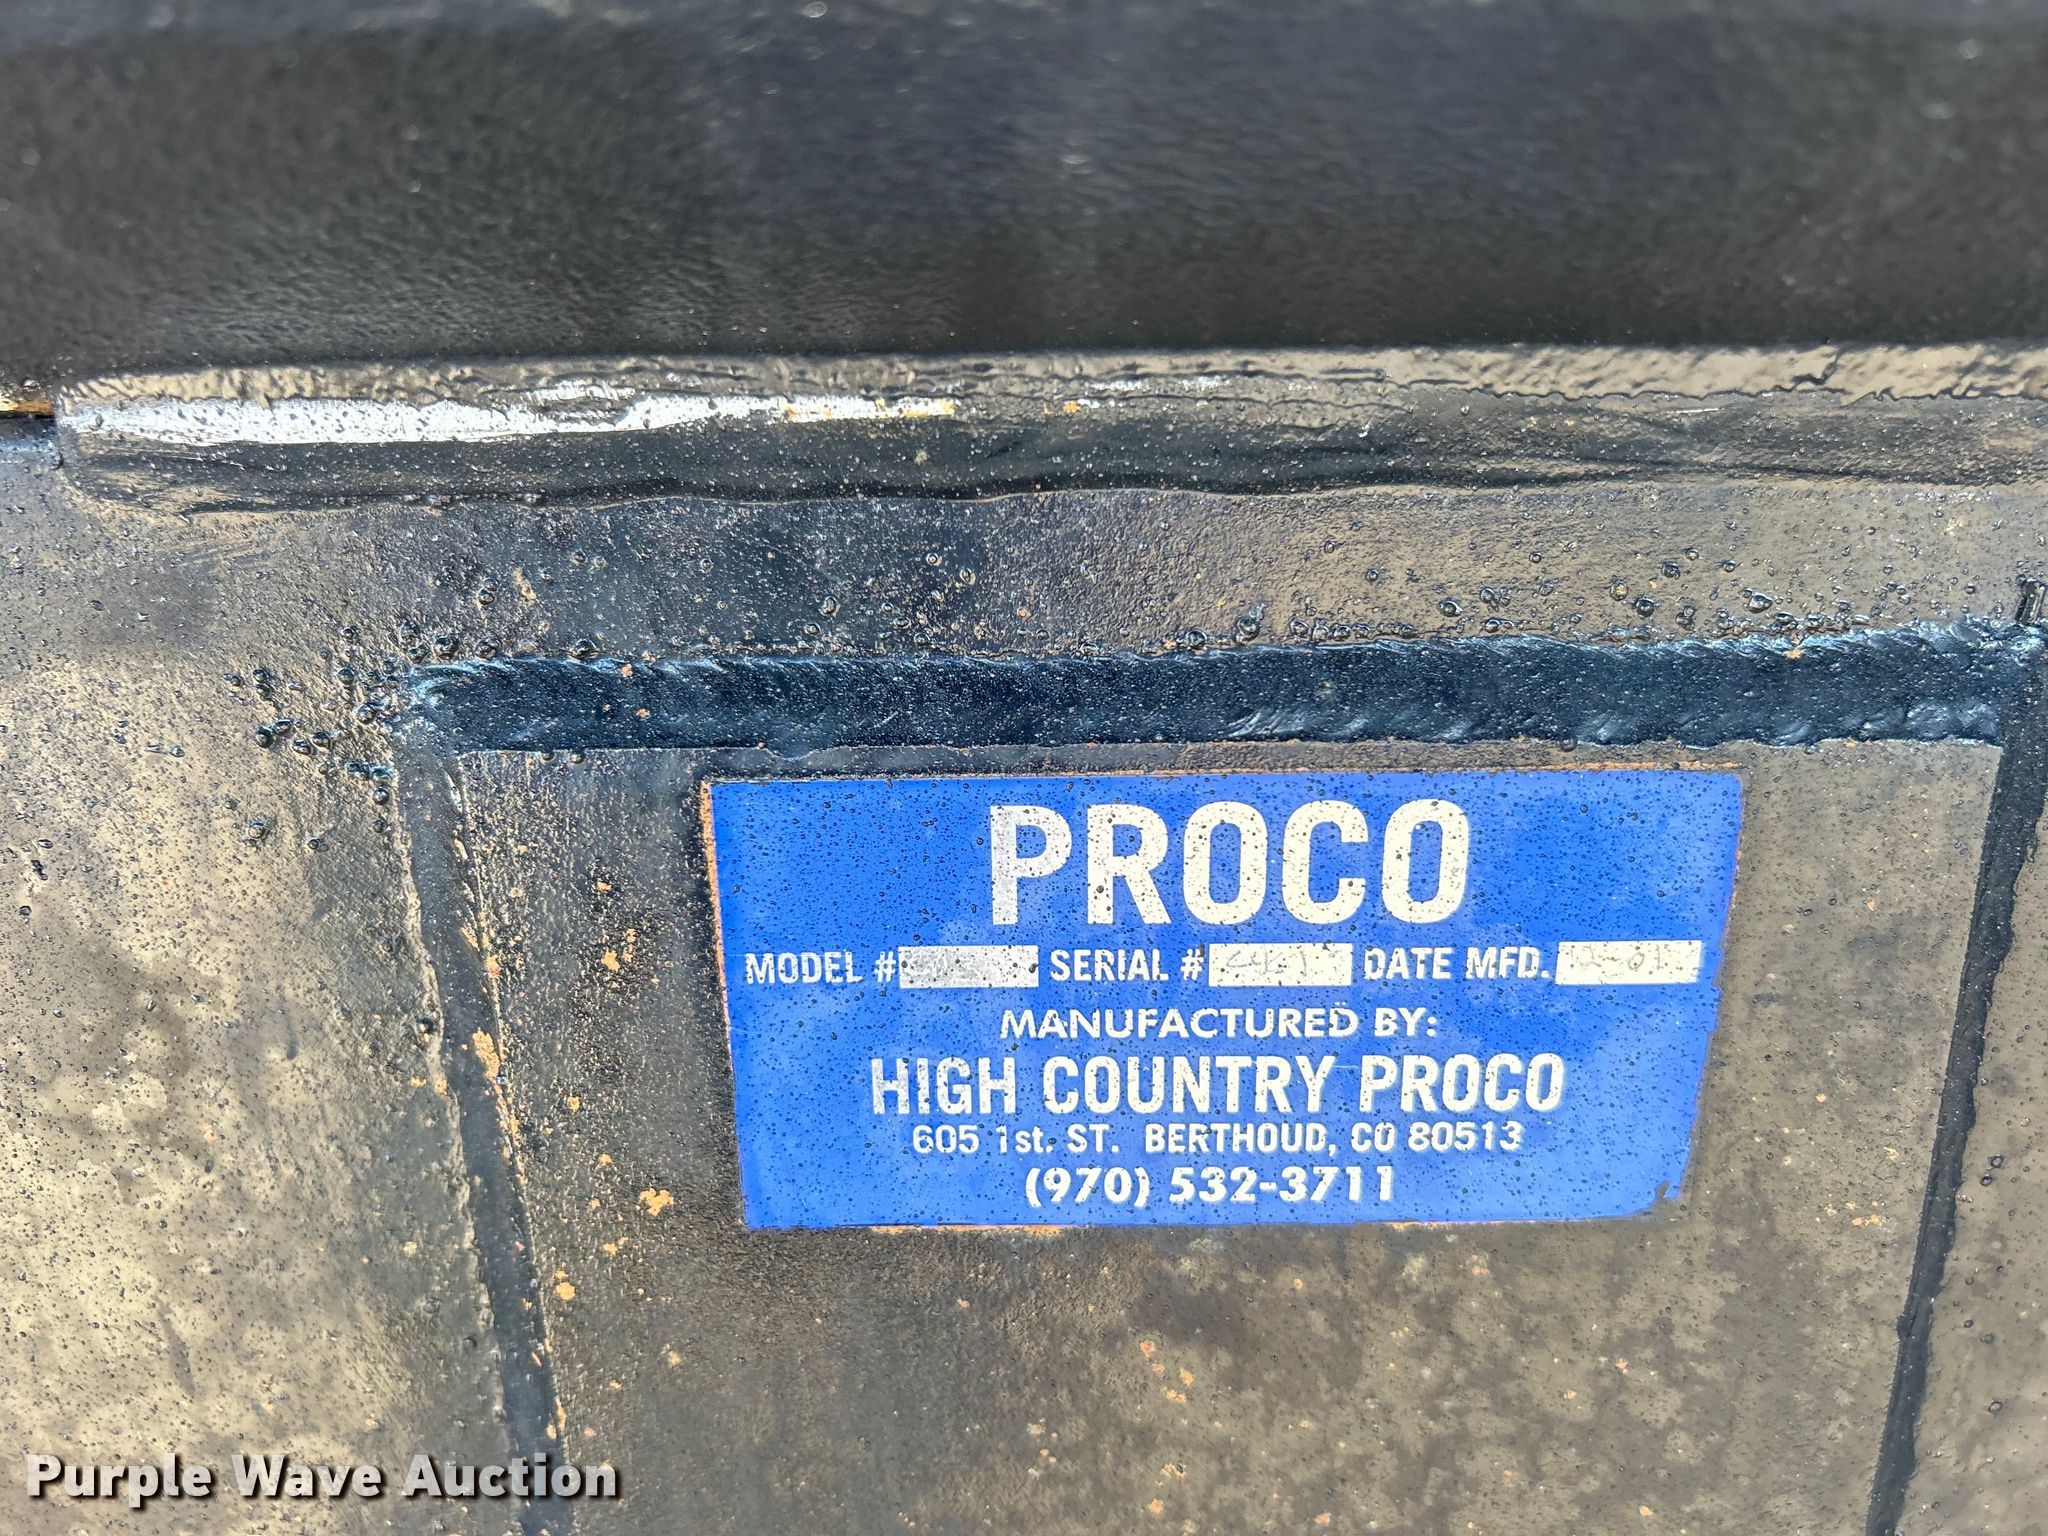 PROCO
MODEL # SERIAL # DATE MFD.
MANUFACTURED BY:
HIGH COUNTRY PROCO
605 1st. ST. BERTHOUD, CO 80513
(970) 532-3711
Purple Wave Auction